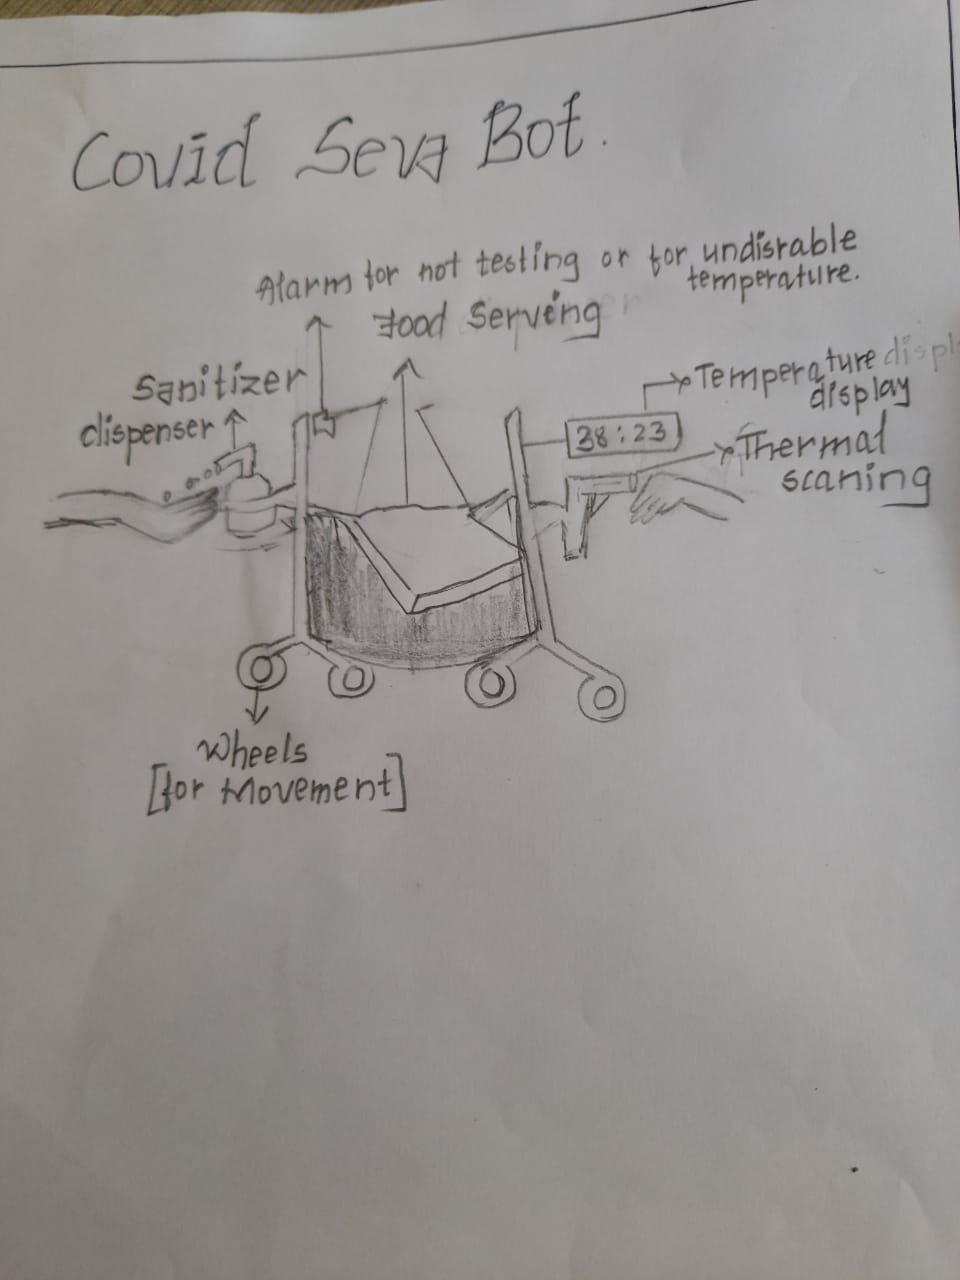 Covid Seva Bot.
Alarm for not testing or for undisrable
temperature.
Food Serving
Sanitizer
dispenser
Temperature displ
display
38:23
Thermal
scaning
Wheels
[for Movement]